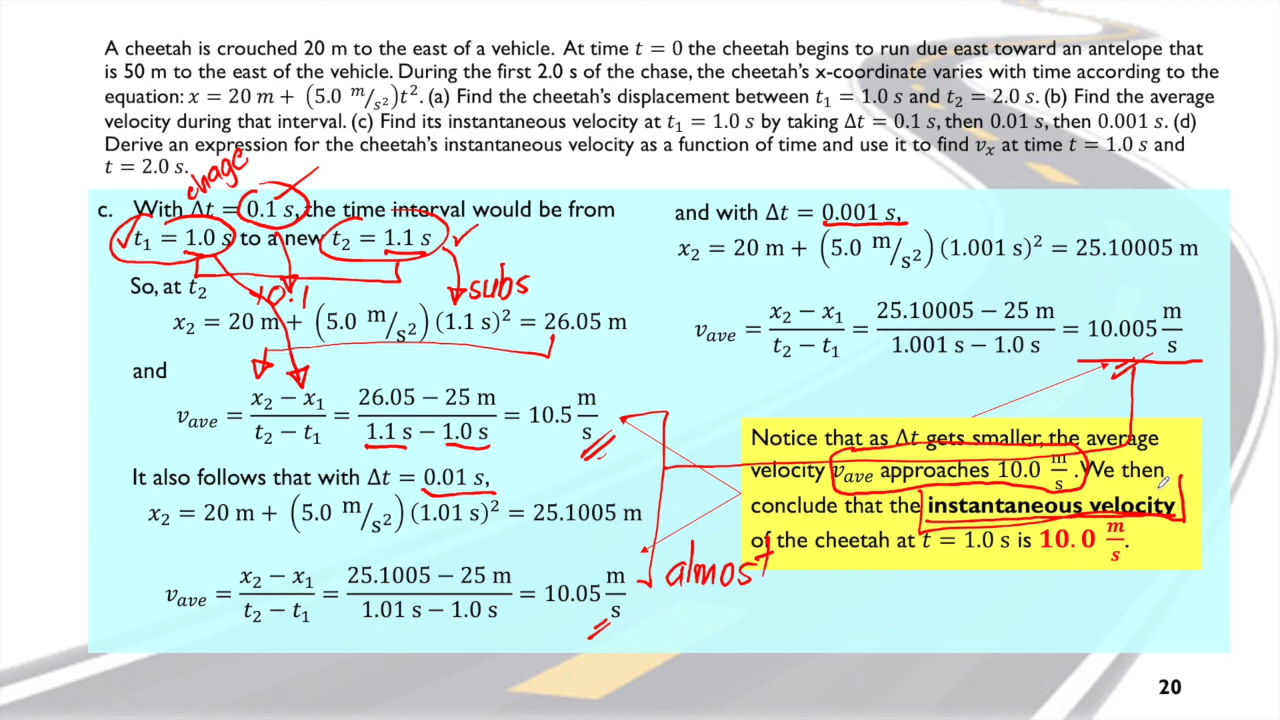 A cheetah is crouched 20 m to the east of a vehicle. At time t = 0 the cheetah begins to run due east toward an antelope that
is 50 m to the east of the vehicle. During the first 2.0 s of the chase, the cheetah's x-coordinate varies with time according to the
equation: x = 20 m + (5.0 m/s²)t². (a) Find the cheetah's displacement between t₁ = 1.0 s and t₂ = 2.0 s. (b) Find the average
velocity during that interval. (c) Find its instantaneous velocity at t₁ = 1.0 s by taking Δt = 0.1 s, then 0.01 s, then 0.001 s. (d)
Derive an expression for the cheetah's instantaneous velocity as a function of time and use it to find vₓ at time t = 1.0 s and
t = 2.0 s.
chage
c. With Δt = 0.1 s, the time interval would be from
t₁ = 1.0 s to a new t₂ = 1.1 s
So, at t₂
+0.1
subs
x₂ = 20 m + (5.0 m/s²)(1.1 s)² = 26.05 m
and
v_ave = (x₂ − x₁)/(t₂ − t₁) = (26.05 − 25 m)/(1.1 s − 1.0 s) = 10.5 m/s
It also follows that with Δt = 0.01 s,
x₂ = 20 m + (5.0 m/s²)(1.01 s)² = 25.1005 m
v_ave = (x₂ − x₁)/(t₂ − t₁) = (25.1005 − 25 m)/(1.01 s − 1.0 s) = 10.05 m/s
almost
and with Δt = 0.001 s,
x₂ = 20 m + (5.0 m/s²)(1.001 s)² = 25.10005 m
v_ave = (x₂ − x₁)/(t₂ − t₁) = (25.10005 − 25 m)/(1.001 s − 1.0 s) = 10.005 m/s
Notice that as Δt gets smaller, the average
velocity v_ave approaches 10.0 m/s. We then
conclude that the instantaneous velocity
of the cheetah at t = 1.0 s is 10.0 m/s.
20